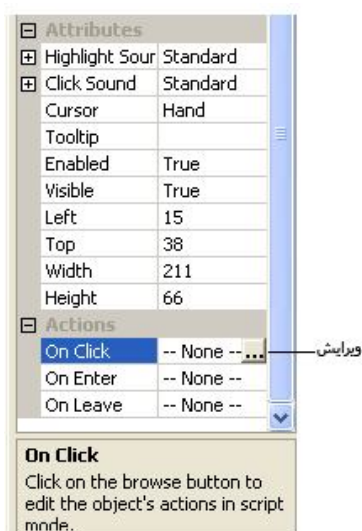 Attributes
Highlight Sour Standard
Click Sound Standard
Cursor Hand
Tooltip
Enabled True
Visible True
Left 15
Top 38
Width 211
Height 66
Actions
On Click -- None -- ...
ویرایش
On Enter -- None --
On Leave -- None --
On Click
Click on the browse button to
edit the object's actions in script
mode.